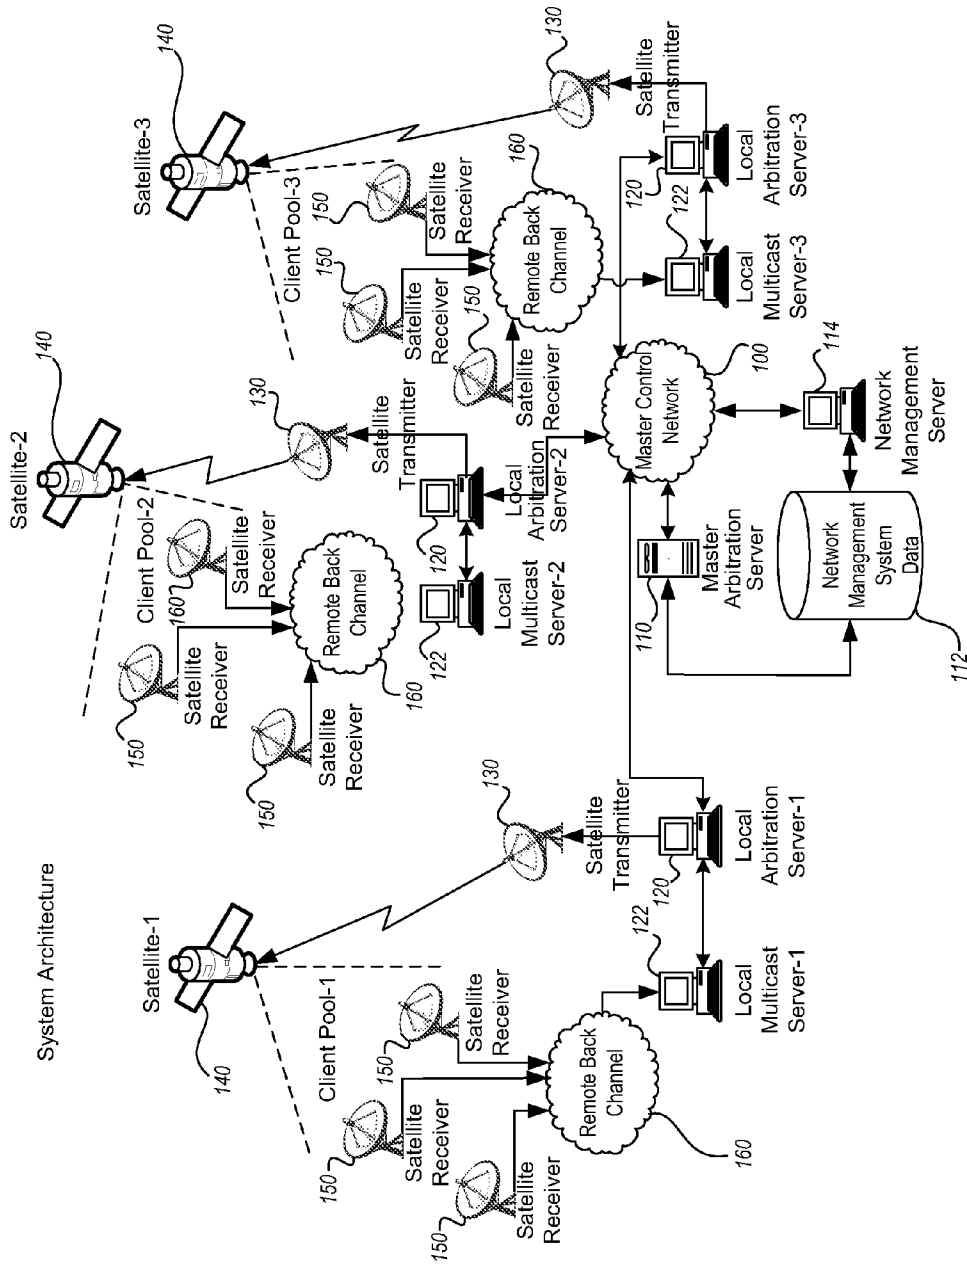 System Architecture
Satellite-1
140
Client Pool-1
150
Satellite
Receiver
150
Satellite
Receiver
150
Satellite
Receiver
Remote Back
Channel
160
122
Local
Multicast
Server-1
130
Satellite
Transmitter
120
Local
Arbitration
Server-1
Satellite-2
140
Client Pool-2
150
Satellite
Receiver
160
Satellite
Receiver
150
Satellite
Receiver
Remote Back
Channel
160
130
Satellite
Transmitter
122
Local
Multicast
Server-2
120
Local
Arbitration
Server-2
Satellite-3
140
Client Pool-3
150
Satellite
Receiver
150
Satellite
Receiver
150
Satellite
Receiver
Remote Back
Channel
160
130
Satellite
Transmitter
120
122
Local
Multicast
Server-3
Local
Arbitration
Server-3
Master Control
Network
100
110
Master
Arbitration
Server
114
Network
Management
Server
Network
Management
System
Data
112